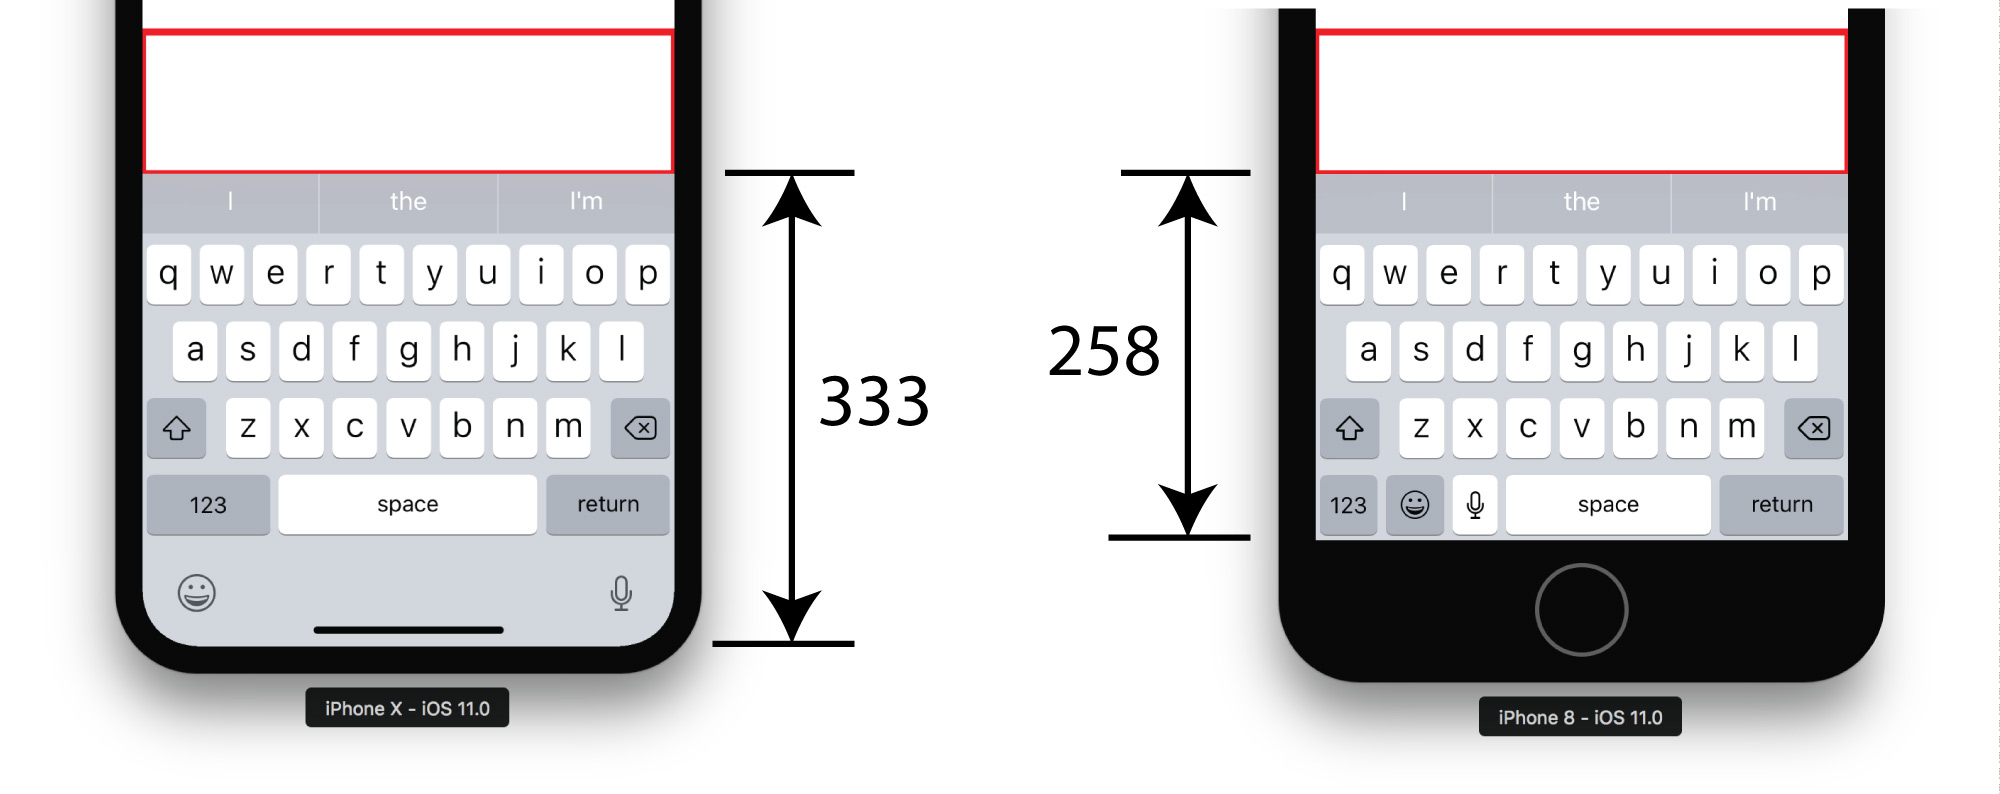 I the I'm
q w e r t y u i o p
a s d f g h j k l
z x c v b n m
123 space return
iPhone X - iOS 11.0
333
258
I the I'm
q w e r t y u i o p
a s d f g h j k l
z x c v b n m
123 space return
iPhone 8 - iOS 11.0